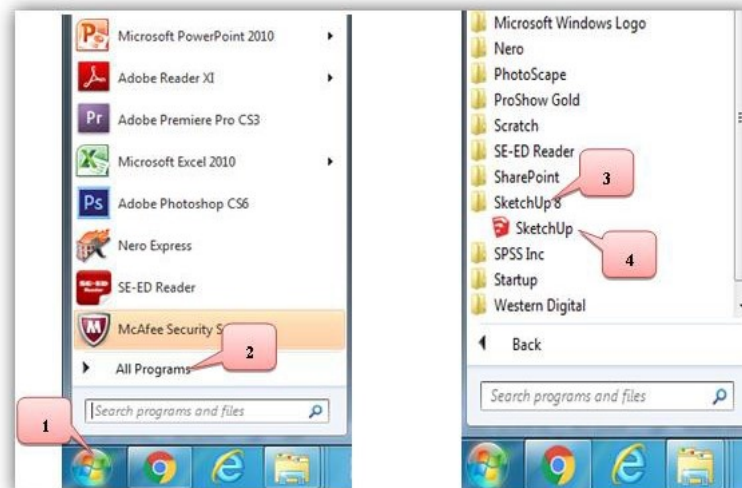 Microsoft PowerPoint 2010
Adobe Reader XI
Pr
Adobe Premiere Pro CS3
Microsoft Excel 2010
Ps
Adobe Photoshop CS6
Nero Express
SE-ED Reader
McAfee Security S
2
All Programs
Search programs and files
1
Microsoft Windows Logo
Nero
PhotoScape
ProShow Gold
Scratch
SE-ED Reader
SharePoint
3
SketchUp 8
SketchUp
SPSS Inc
4
Startup
Western Digital
Back
Search programs and files